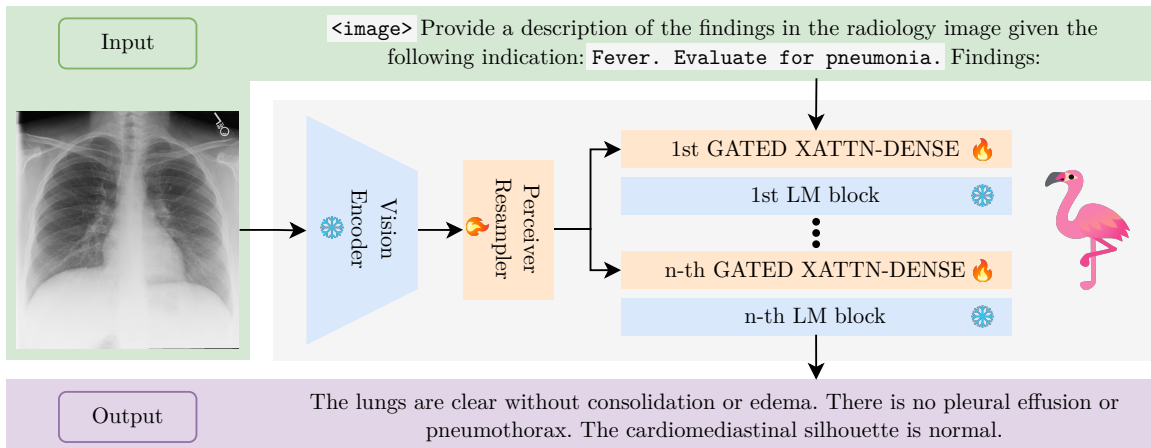 Input
<image> Provide a description of the findings in the radiology image given the
following indication: Fever. Evaluate for pneumonia. Findings:
Vision
Encoder
Perceiver
Resampler
1st GATED XATTN-DENSE
1st LM block
n-th GATED XATTN-DENSE
n-th LM block
Output
The lungs are clear without consolidation or edema. There is no pleural effusion or
pneumothorax. The cardiomediastinal silhouette is normal.